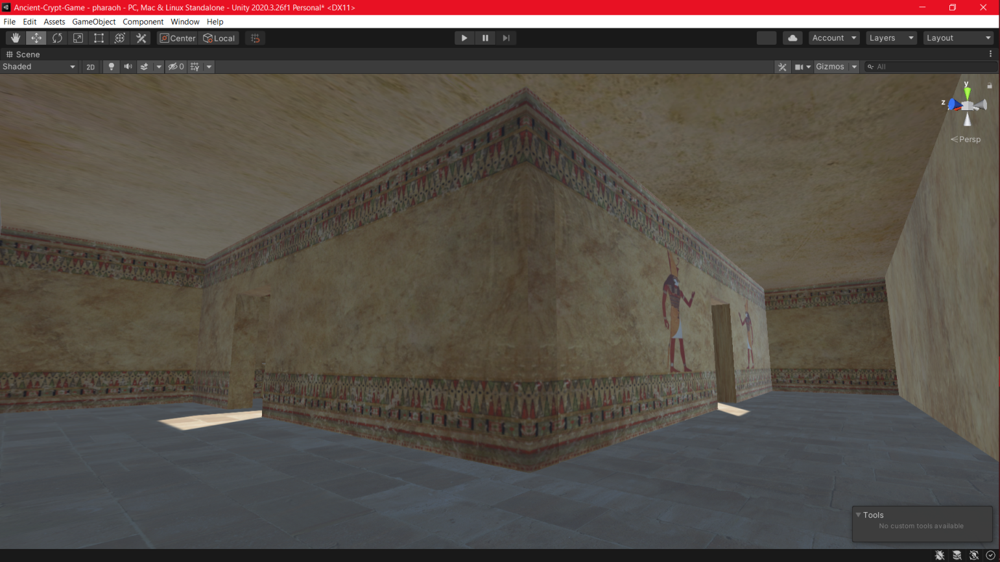 Ancient-Crypt-Game - pharaoh - PC, Mac & Linux Standalone - Unity 2020.3.26f1 Personal* <DX11>
File Edit Assets GameObject Component Window Help
Center Local Account Layers Layout
Scene
Shaded 2D 0 Gizmos All
y
z
Persp
Tools
No custom tools available